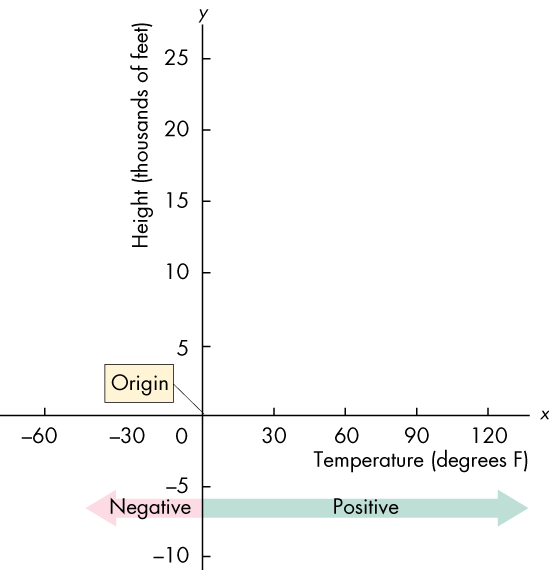 y
Height (thousands of feet)
25
20
15
10
5
Origin
x
–60 –30 0 30 60 90 120
Temperature (degrees F)
–5
Negative Positive
–10